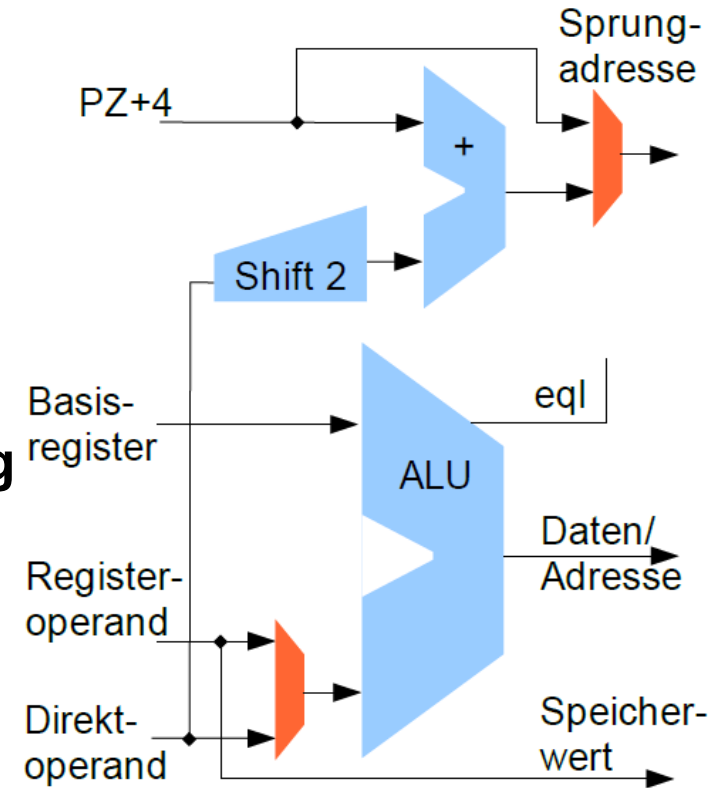 Sprung-
adresse
PZ+4
+
Shift 2
Basis-
register
eql
g
ALU
Daten/
Adresse
Register-
operand
Direkt-
operand
Speicher-
wert